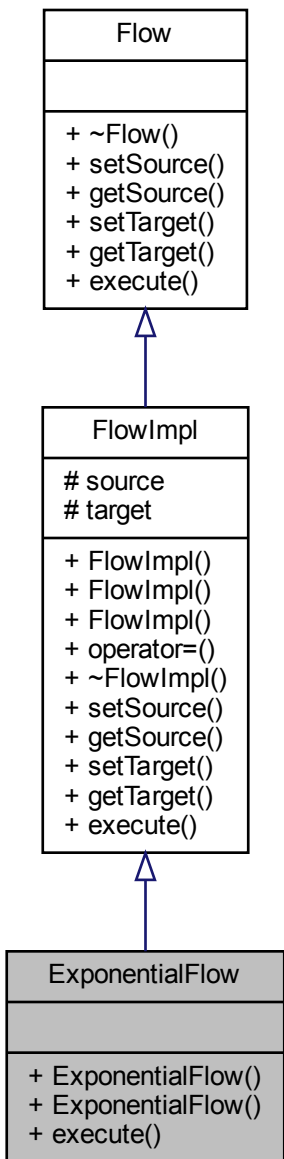 Flow
+ ~Flow()
+ setSource()
+ getSource()
+ setTarget()
+ getTarget()
+ execute()
FlowImpl
# source
# target
+ FlowImpl()
+ FlowImpl()
+ FlowImpl()
+ operator=()
+ ~FlowImpl()
+ setSource()
+ getSource()
+ setTarget()
+ getTarget()
+ execute()
ExponentialFlow
+ ExponentialFlow()
+ ExponentialFlow()
+ execute()